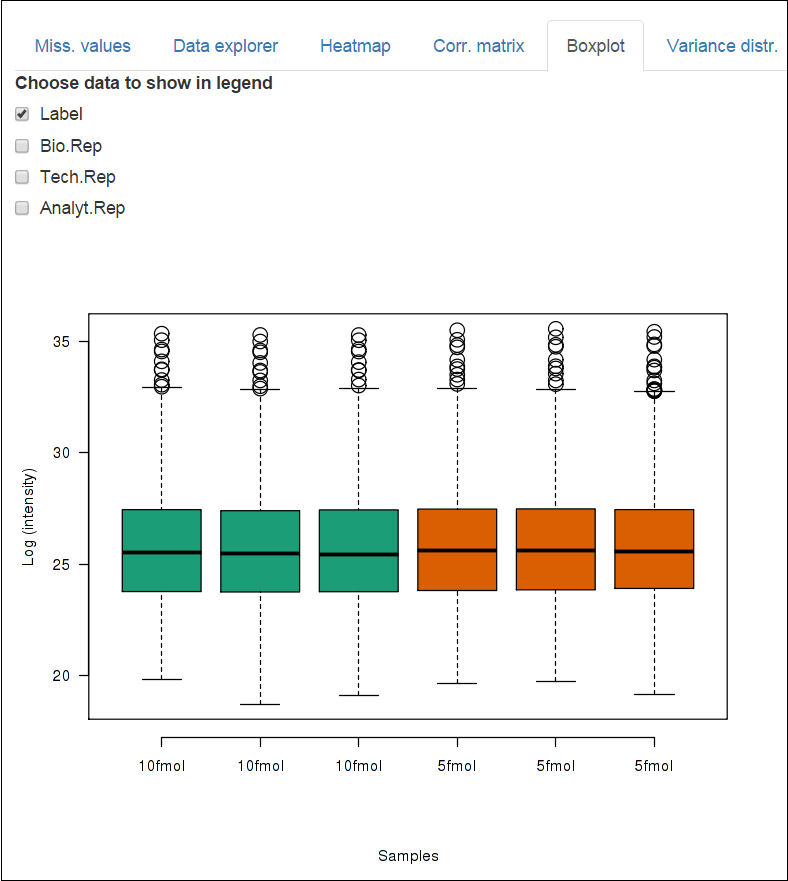 Miss. values Data explorer Heatmap Corr. matrix Boxplot Variance distr.
Choose data to show in legend
Label
Bio.Rep
Tech.Rep
Analyt.Rep
35
30
25
20
Log (intensity)
10fmol 10fmol 10fmol 5fmol 5fmol 5fmol
Samples